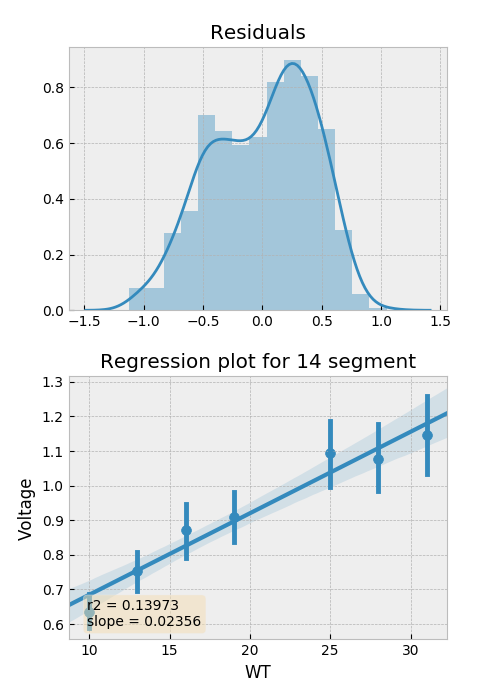 Residuals
0.8
0.6
0.4
0.2
0.0
−1.5 −1.0 −0.5 0.0 0.5 1.0 1.5
Regression plot for 14 segment
1.3
1.2
1.1
1.0
0.9
0.8
0.7
0.6
Voltage
r2 = 0.13973
slope = 0.02356
10 15 20 25 30
WT